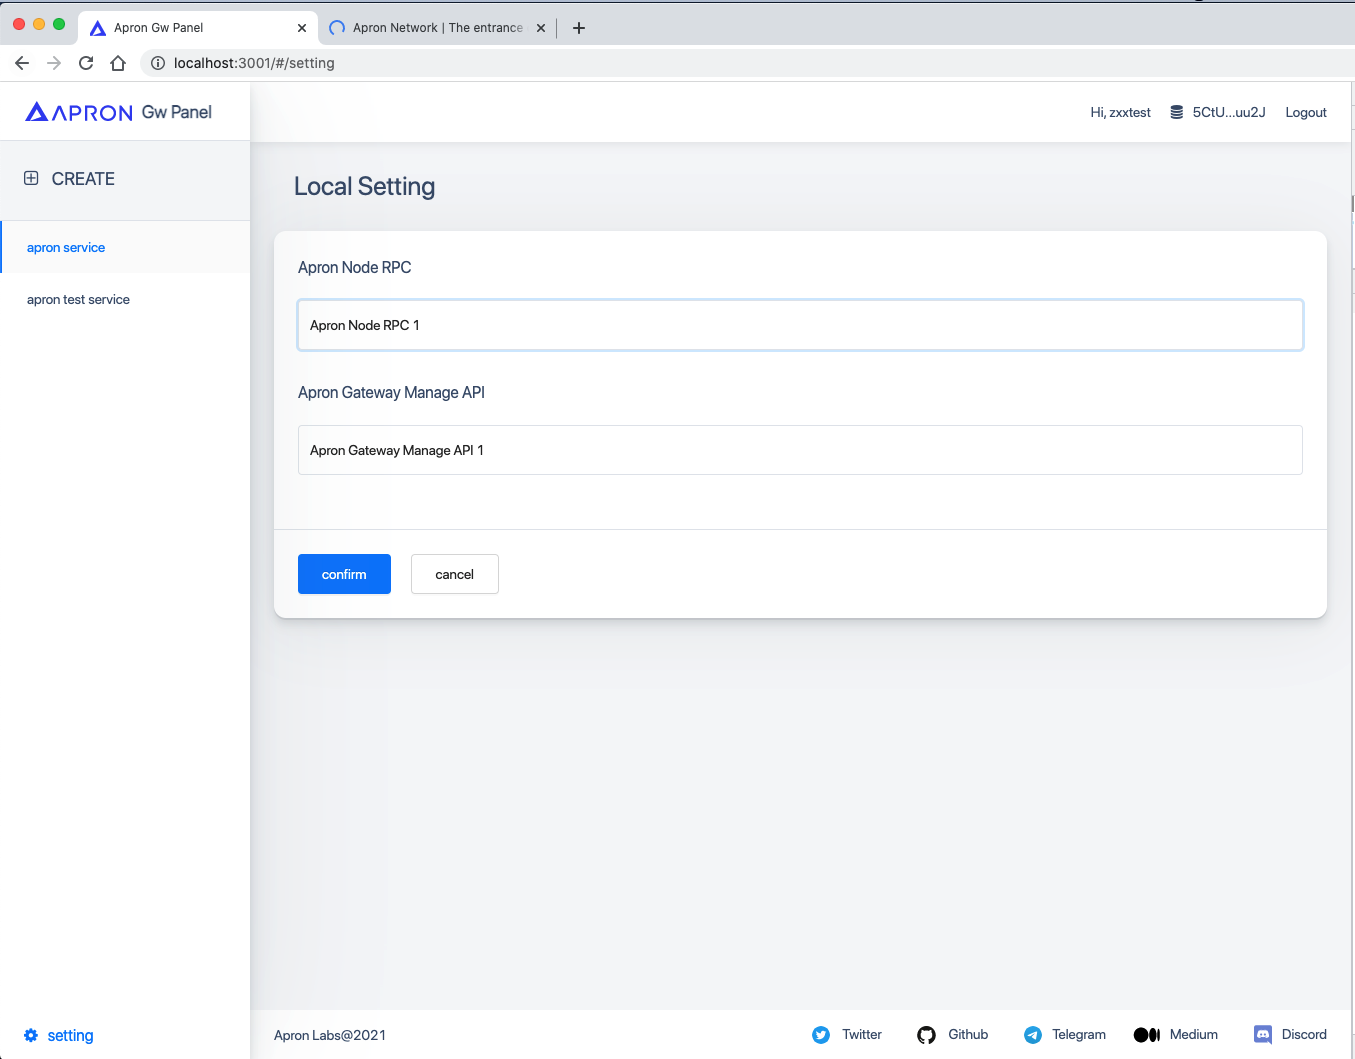 Apron Gw Panel
Apron Network | The entrance
localhost:3001/#/setting
APRON Gw Panel
Hi, zxxtest 5CtU...uu2J Logout
CREATE
apron service
apron test service
Local Setting
Apron Node RPC
Apron Node RPC 1
Apron Gateway Manage API
Apron Gateway Manage API 1
confirm cancel
setting
Apron Labs@2021
Twitter Github Telegram Medium Discord